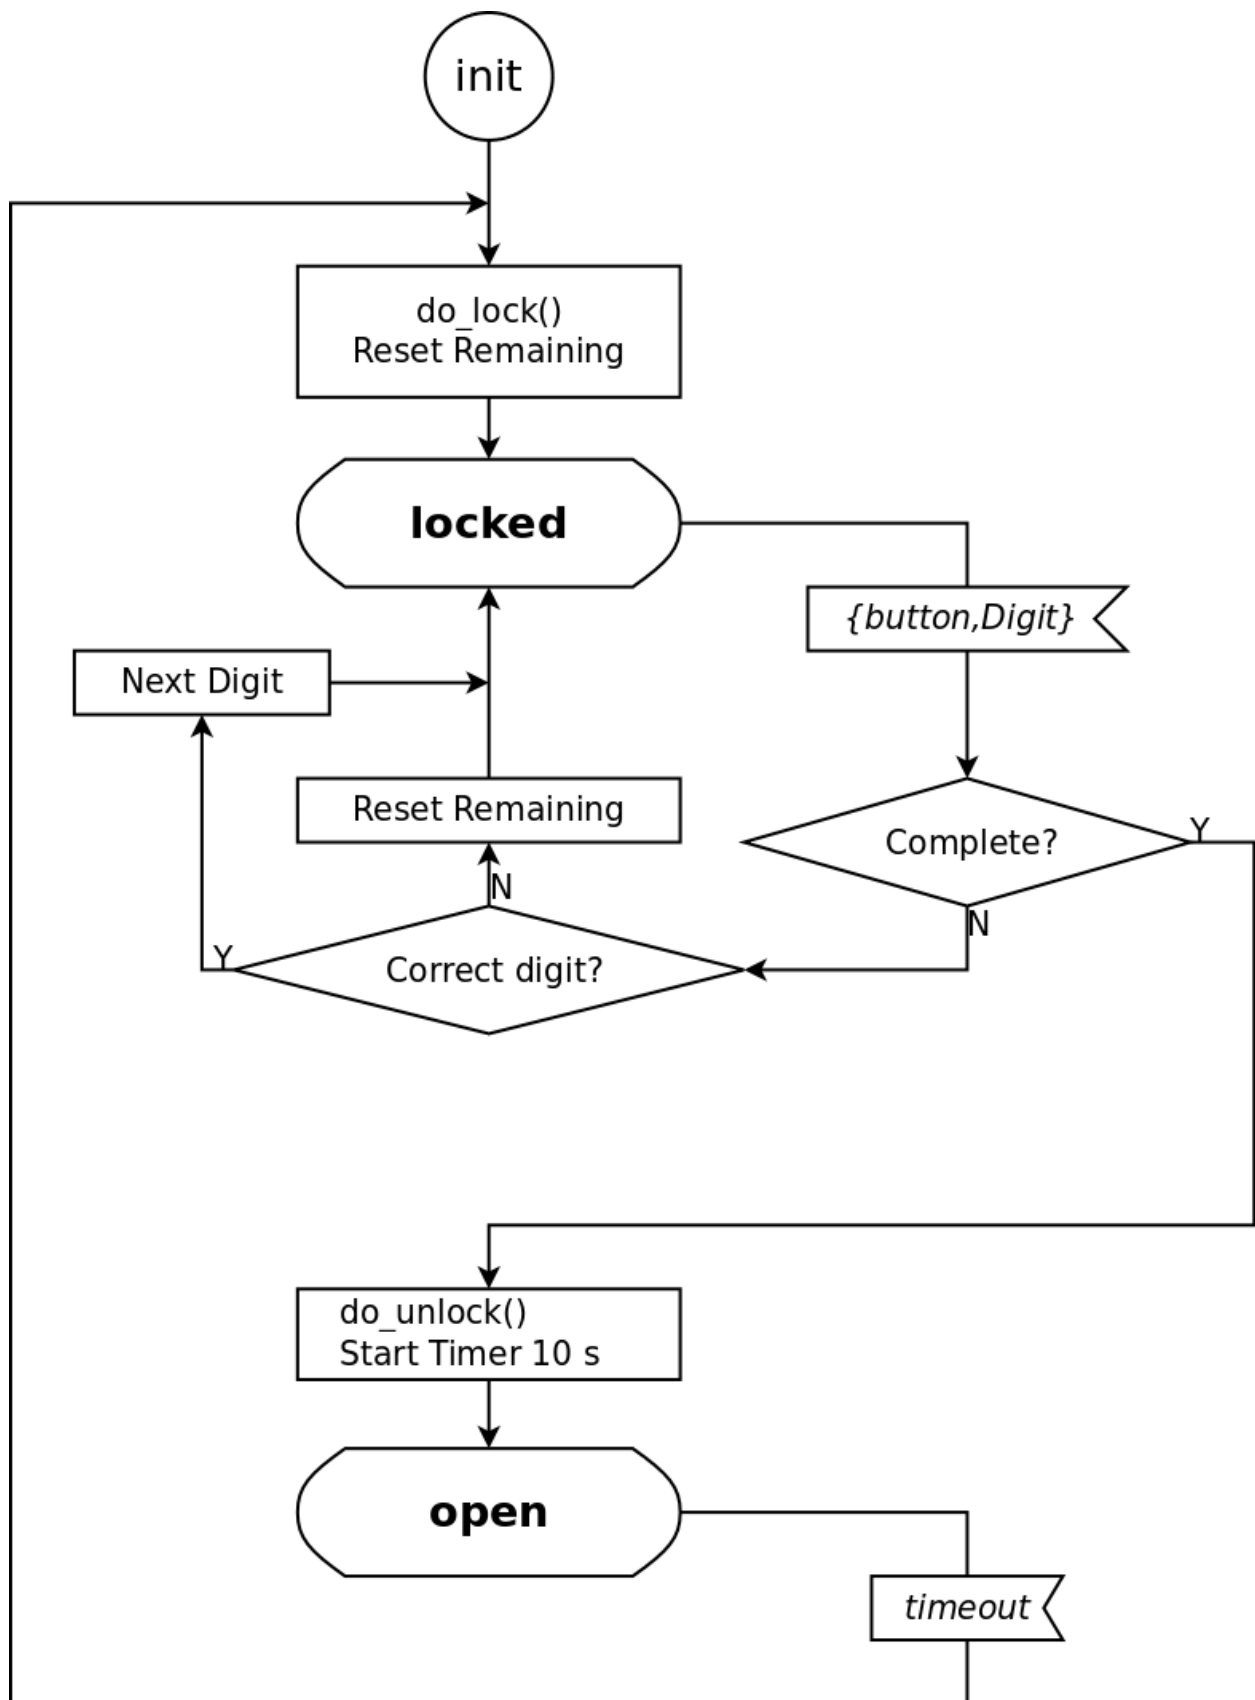 init
do_lock()
Reset Remaining
locked
{button,Digit}
Next Digit
Reset Remaining
Complete?
Y
N
N
Y
Correct digit?
do_unlock()
Start Timer 10 s
open
timeout